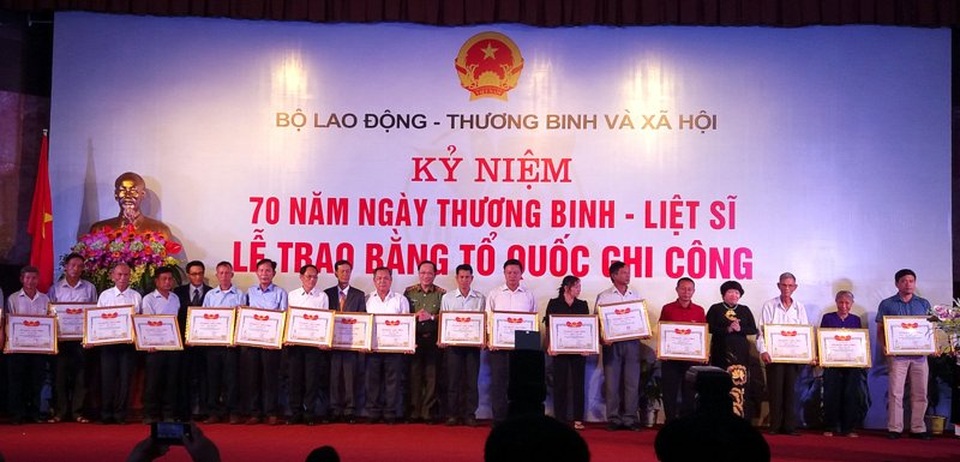 BỘ LAO ĐỘNG - THƯƠNG BINH VÀ XÃ HỘI
KỶ NIỆM
70 NĂM NGÀY THƯƠNG BINH - LIỆT SĨ
LỄ TRAO BẰNG TỔ QUỐC GHI CÔNG